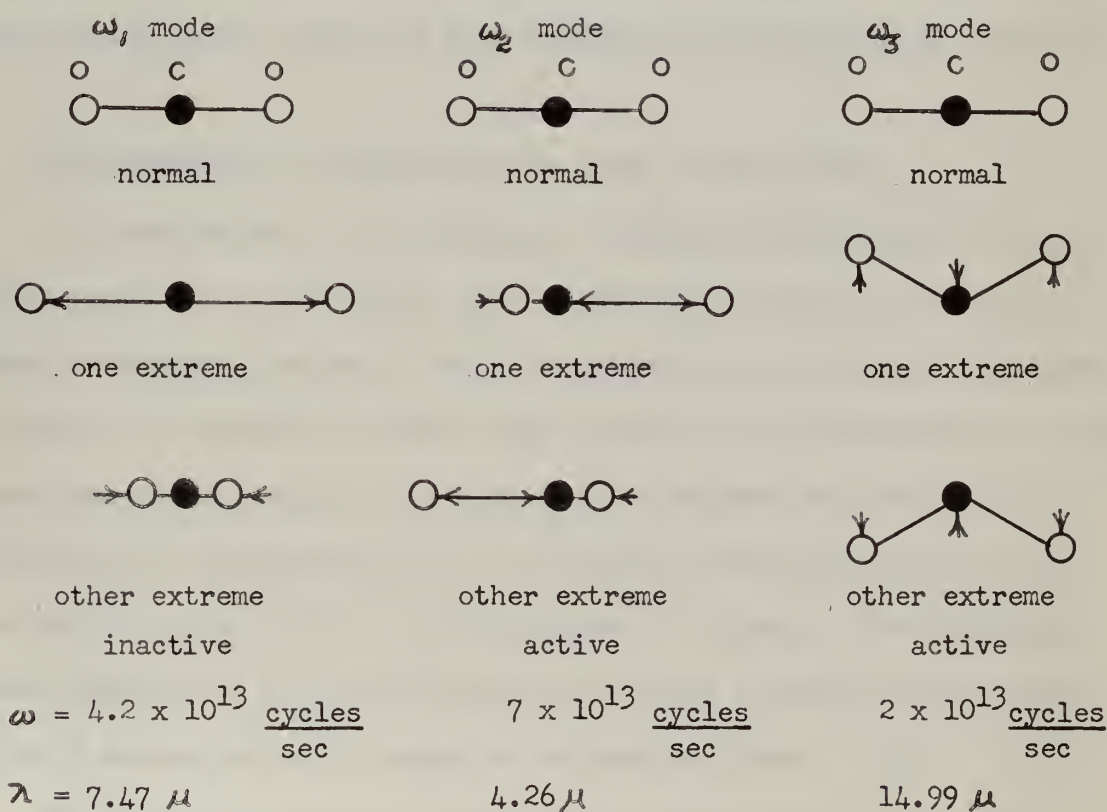 ω₁ mode ω₂ mode ω₃ mode
O C O O C O O C O
normal normal normal
one extreme one extreme one extreme
other extreme other extreme other extreme
inactive active active
ω = 4.2 x 10¹³ cycles/sec 7 x 10¹³ cycles/sec 2 x 10¹³ cycles/sec
λ = 7.47 μ 4.26 μ 14.99 μ